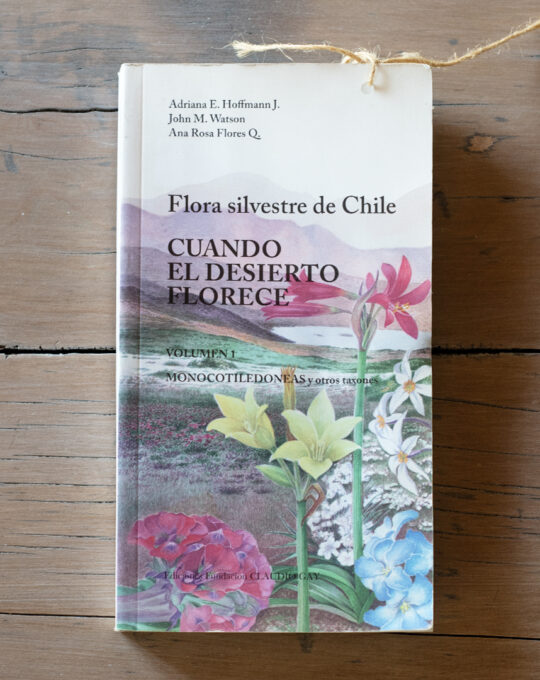 Adriana E. Hoffmann J.
John M. Watson
Ana Rosa Flores Q.
Flora silvestre de Chile
CUANDO
EL DESIERTO
FLORECE
VOLUMEN 1
MONOCOTILEDONEAS y otros taxones
Ediciones Fundación CLAUDIO GAY